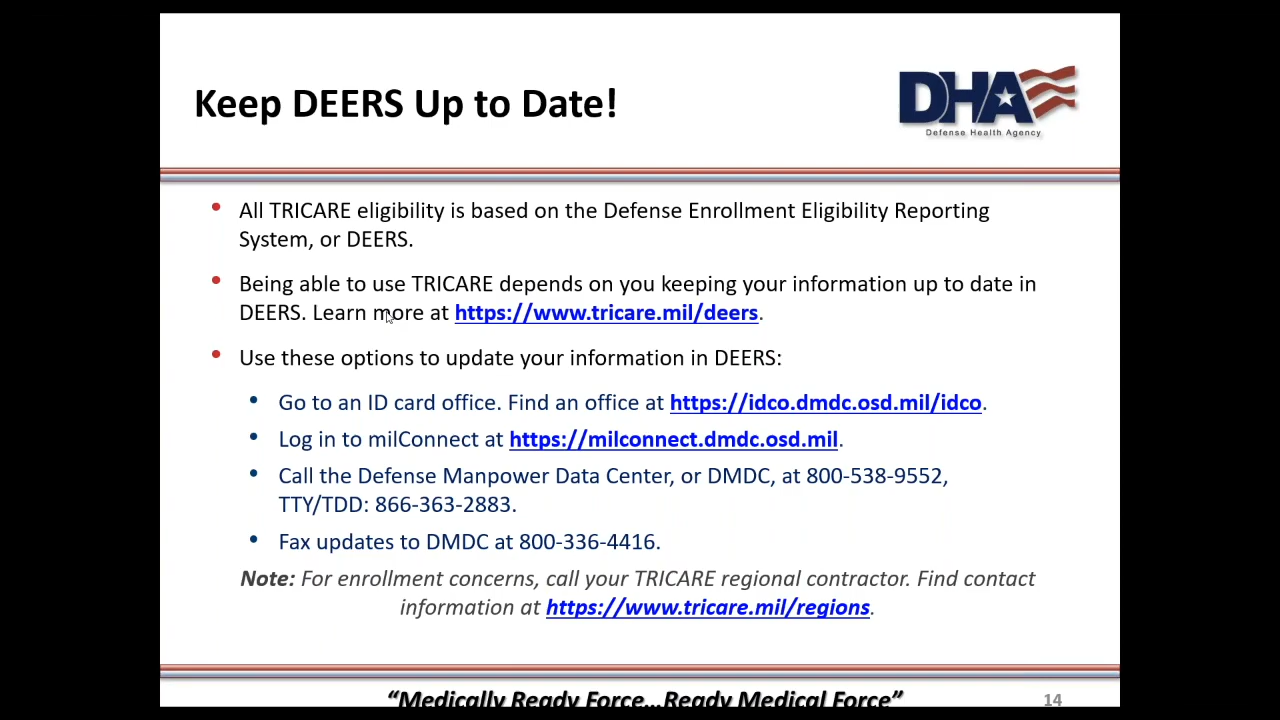 Keep DEERS Up to Date!
DHA
Defense Health Agency
• All TRICARE eligibility is based on the Defense Enrollment Eligibility Reporting
System, or DEERS.
• Being able to use TRICARE depends on you keeping your information up to date in
DEERS. Learn more at https://www.tricare.mil/deers.
• Use these options to update your information in DEERS:
• Go to an ID card office. Find an office at https://idco.dmdc.osd.mil/idco.
• Log in to milConnect at https://milconnect.dmdc.osd.mil.
• Call the Defense Manpower Data Center, or DMDC, at 800-538-9552,
TTY/TDD: 866-363-2883.
• Fax updates to DMDC at 800-336-4416.
Note: For enrollment concerns, call your TRICARE regional contractor. Find contact
information at https://www.tricare.mil/regions.
“Medically Ready Force…Ready Medical Force”
14